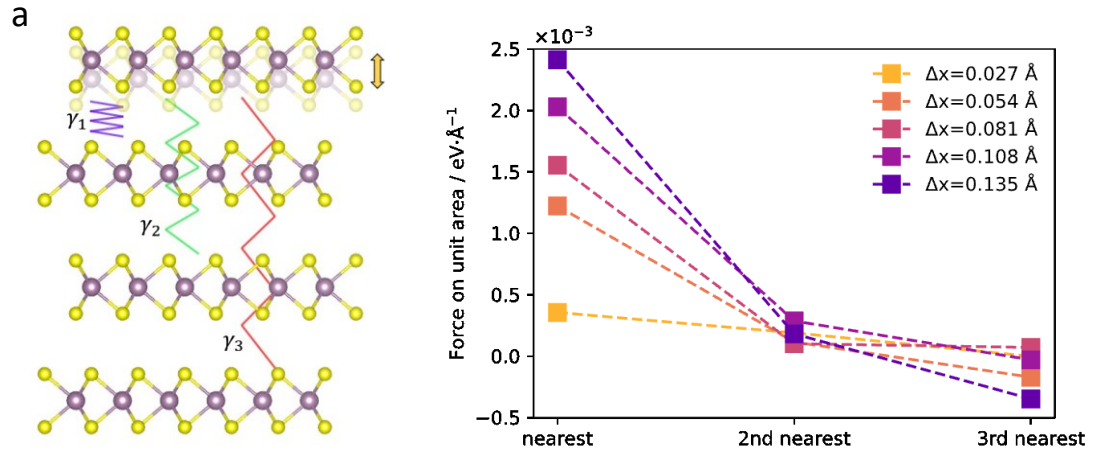 a
γ₁
γ₂
γ₃
×10⁻³
2.5
2.0
1.5
1.0
0.5
0.0
−0.5
Force on unit area / eV·Å⁻¹
Δx=0.027 Å
Δx=0.054 Å
Δx=0.081 Å
Δx=0.108 Å
Δx=0.135 Å
nearest 2nd nearest 3rd nearest